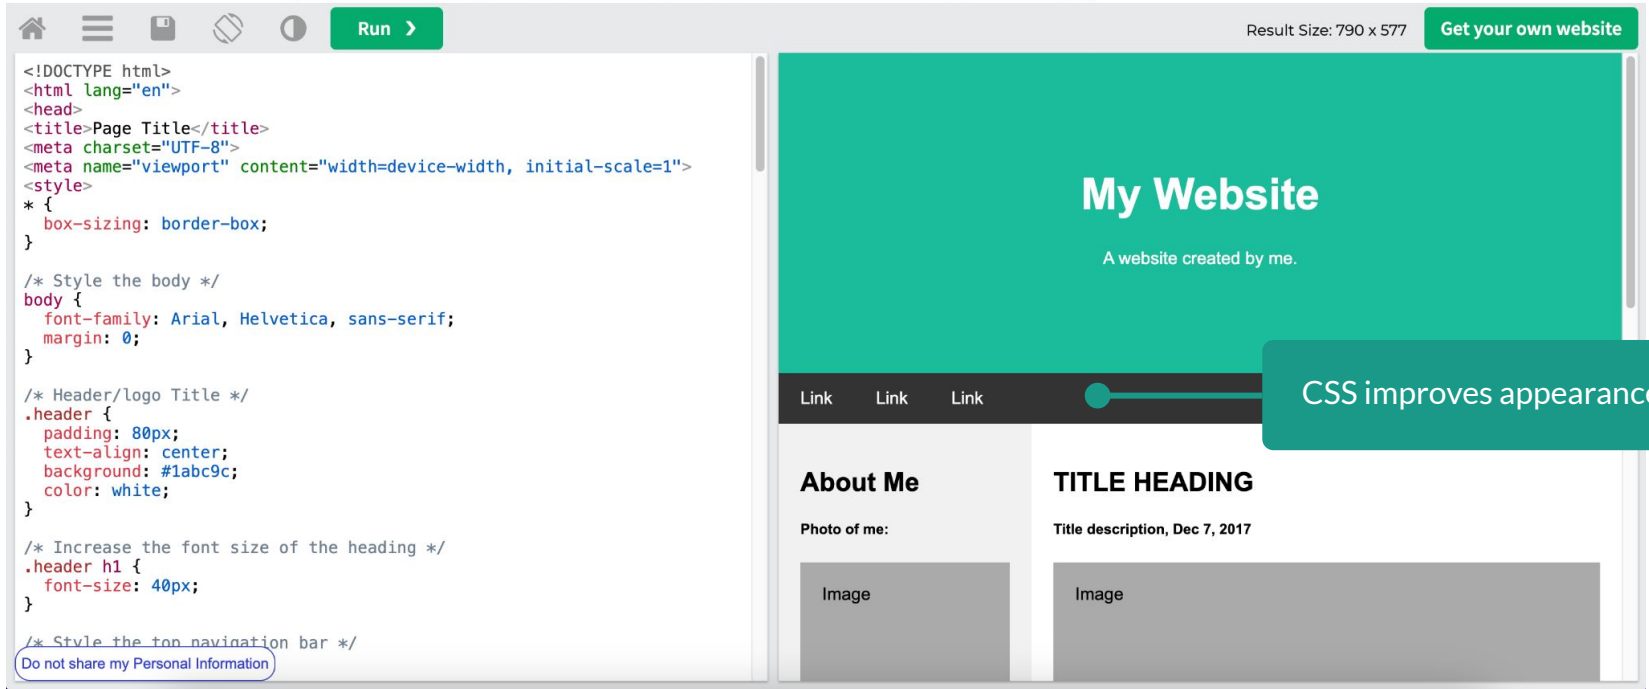 Run ❯
Result Size: 790 x 577
Get your own website
<!DOCTYPE html>
<html lang="en">
<head>
<title>Page Title</title>
<meta charset="UTF-8">
<meta name="viewport" content="width=device-width, initial-scale=1">
<style>
* {
  box-sizing: border-box;
}
/* Style the body */
body {
  font-family: Arial, Helvetica, sans-serif;
  margin: 0;
}
/* Header/logo Title */
.header {
  padding: 80px;
  text-align: center;
  background: #1abc9c;
  color: white;
}
/* Increase the font size of the heading */
.header h1 {
  font-size: 40px;
}
/* Style the top navigation bar */
Do not share my Personal Information
My Website
A website created by me.
Link Link Link
CSS improves appearanc
About Me
Photo of me:
Image
TITLE HEADING
Title description, Dec 7, 2017
Image